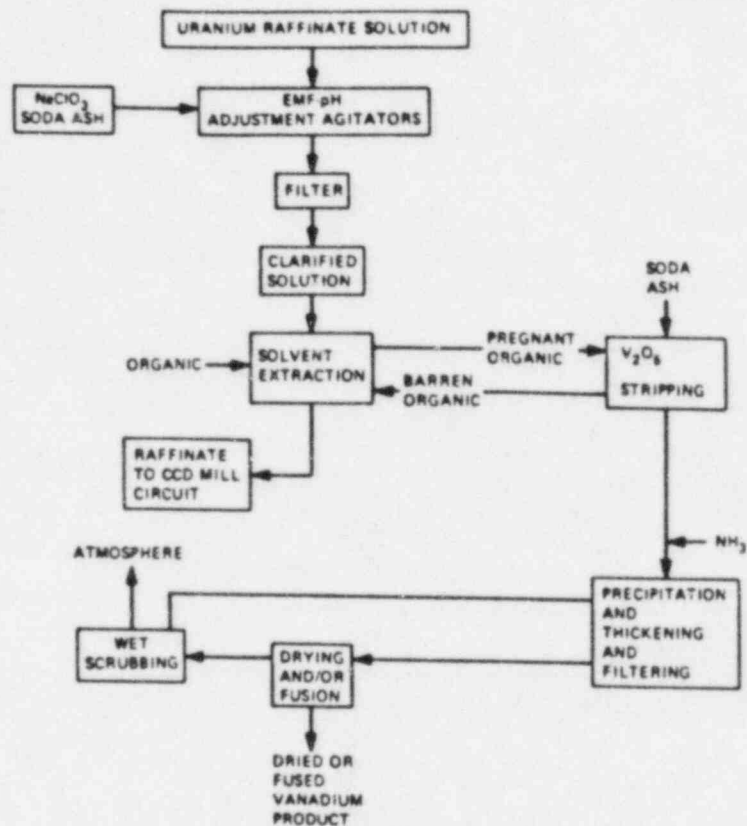 URANIUM RAFFINATE SOLUTION
NaClO3
SODA ASH
EMF-pH
ADJUSTMENT AGITATORS
FILTER
CLARIFIED
SOLUTION
SODA
ASH
ORGANIC
SOLVENT
EXTRACTION
PREGNANT
ORGANIC
BARREN
ORGANIC
V2O5
STRIPPING
RAFFINATE
TO CCD MILL
CIRCUIT
NH3
ATMOSPHERE
WET
SCRUBBING
DRYING
AND/OR
FUSION
PRECIPITATION
AND
THICKENING
AND
FILTERING
DRIED OR
FUSED
VANADIUM
PRODUCT